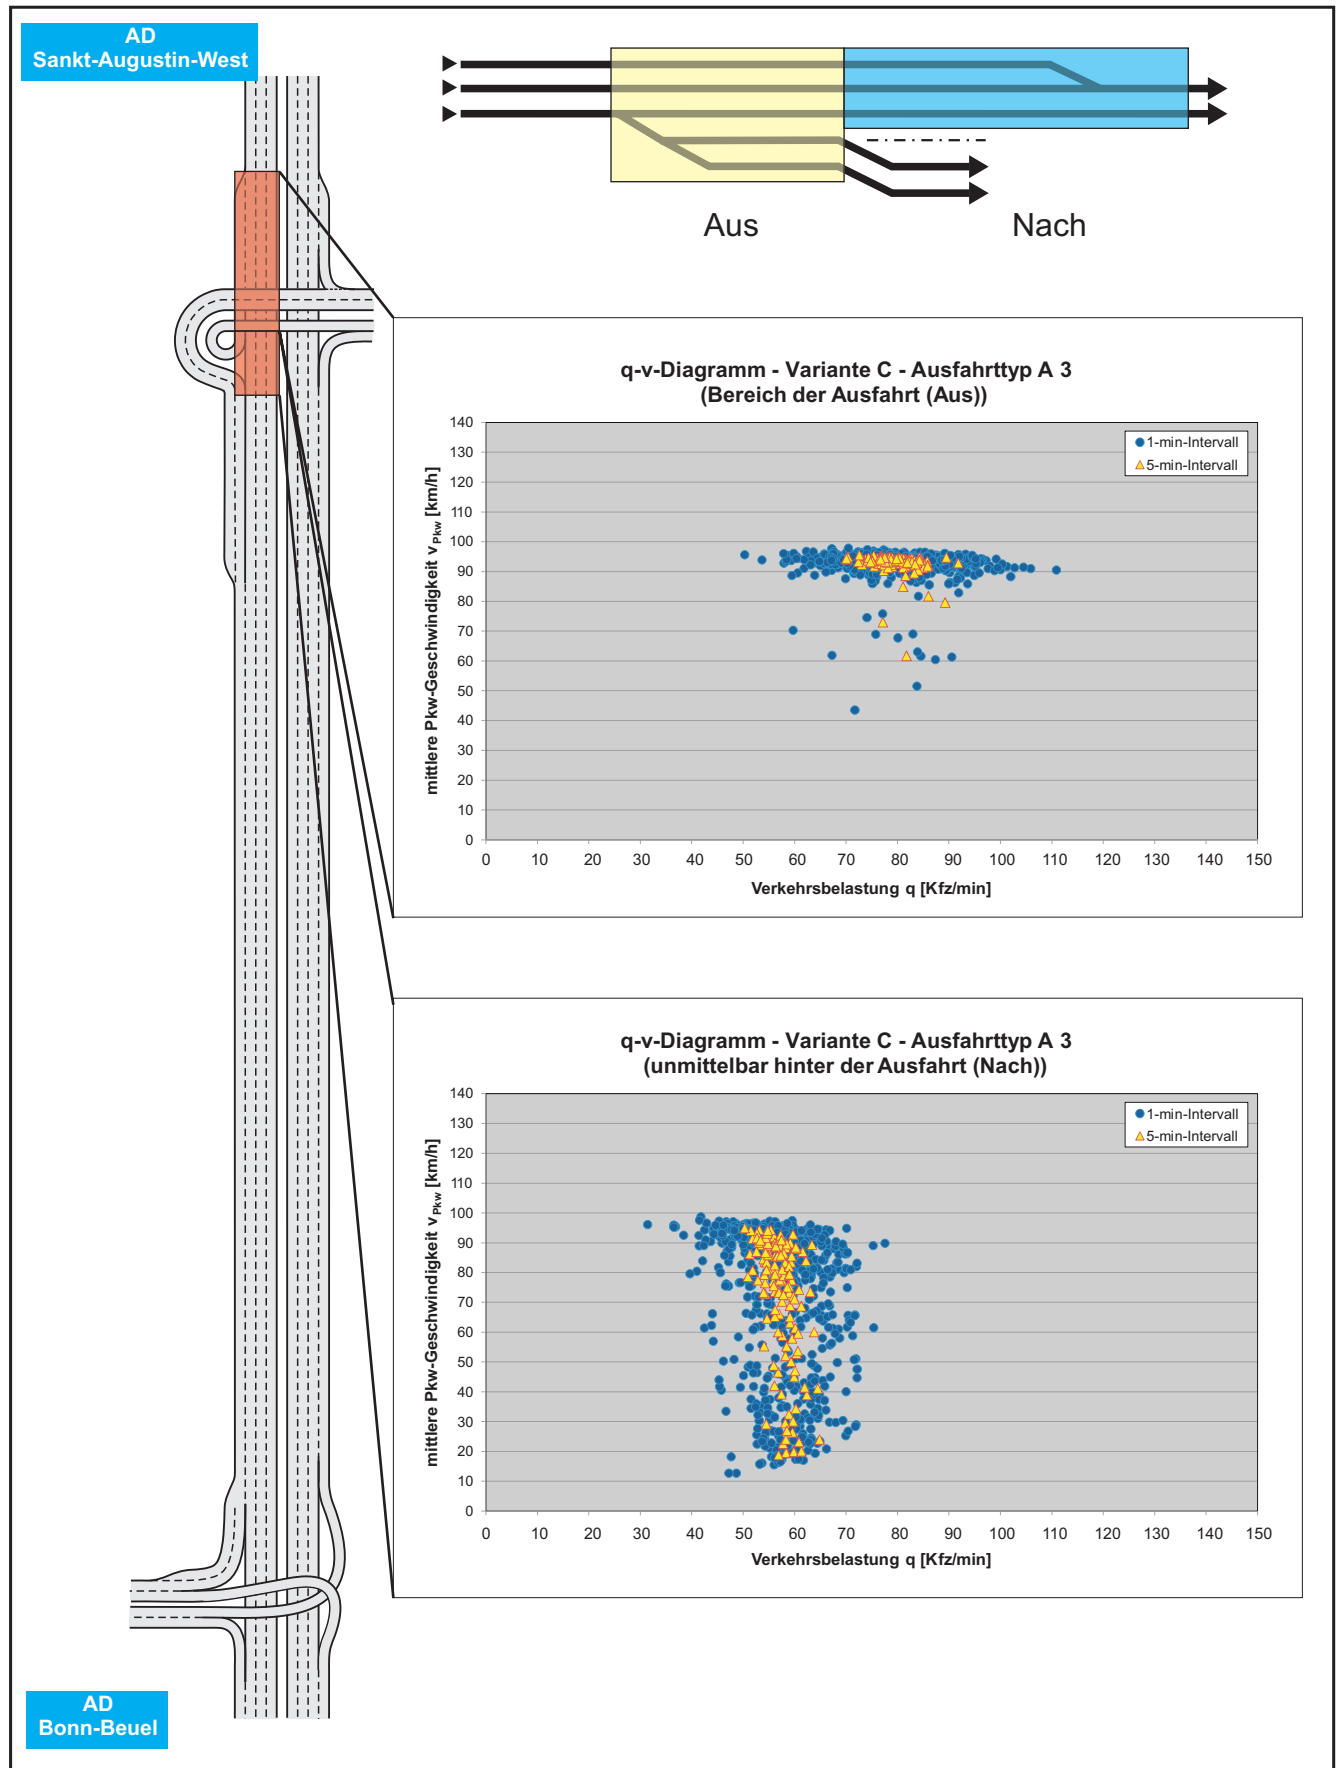 AD
Sankt-Augustin-West
Aus
Nach
q-v-Diagramm - Variante C - Ausfahrttyp A 3
(Bereich der Ausfahrt (Aus))
mittlere Pkw-Geschwindigkeit vPkw [km/h]
140
130
120
110
100
90
80
70
60
50
40
30
20
10
0
1-min-Intervall
5-min-Intervall
0 10 20 30 40 50 60 70 80 90 100 110 120 130 140 150
Verkehrsbelastung q [Kfz/min]
q-v-Diagramm - Variante C - Ausfahrttyp A 3
(unmittelbar hinter der Ausfahrt (Nach))
mittlere Pkw-Geschwindigkeit vPkw [km/h]
140
130
120
110
100
90
80
70
60
50
40
30
20
10
0
1-min-Intervall
5-min-Intervall
0 10 20 30 40 50 60 70 80 90 100 110 120 130 140 150
Verkehrsbelastung q [Kfz/min]
AD
Bonn-Beuel